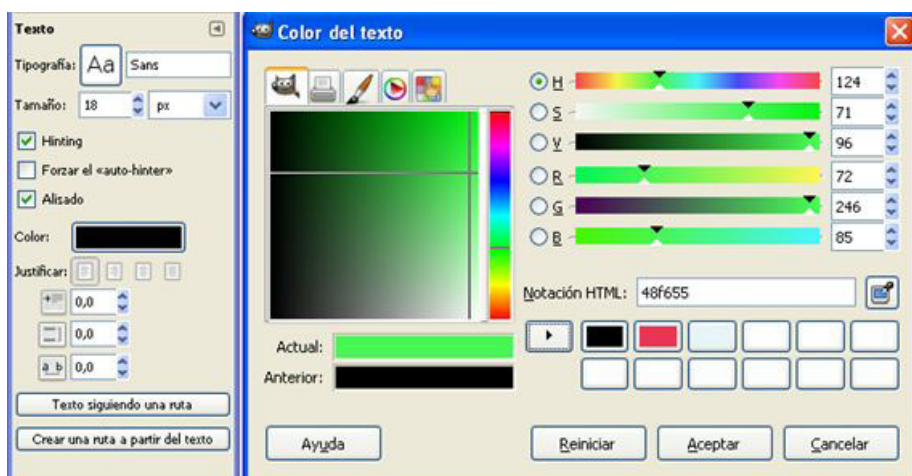 Texto
Tipografía: Aa Sans
Tamaño: 18 px
Hinting
Forzar el «auto-hinter»
Alisado
Color:
Justificar:
0,0
0,0
a b 0,0
Texto siguiendo una ruta
Crear una ruta a partir del texto
Color del texto
H 124
S 71
V 96
R 72
G 246
B 85
Notación HTML: 48f655
Actual:
Anterior:
Ayuda Reiniciar Aceptar Cancelar